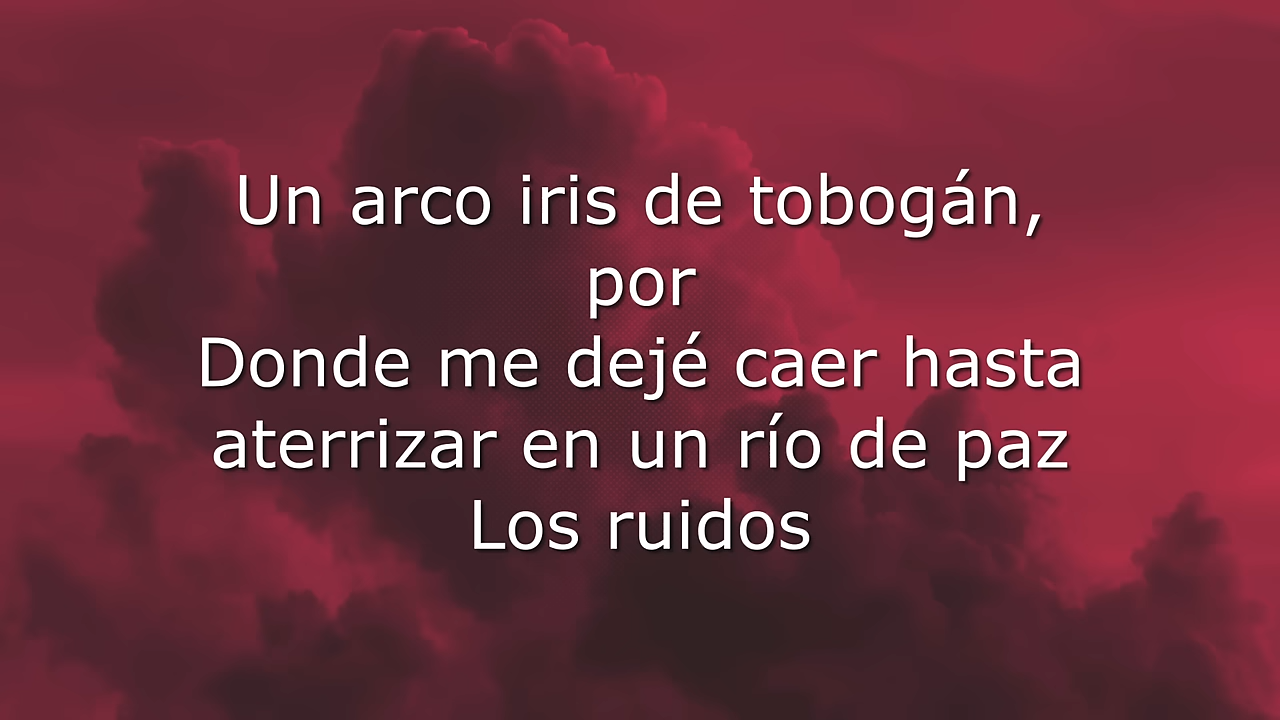 Un arco iris de tobogán,
por
Donde me dejé caer hasta
aterrizar en un río de paz
Los ruidos